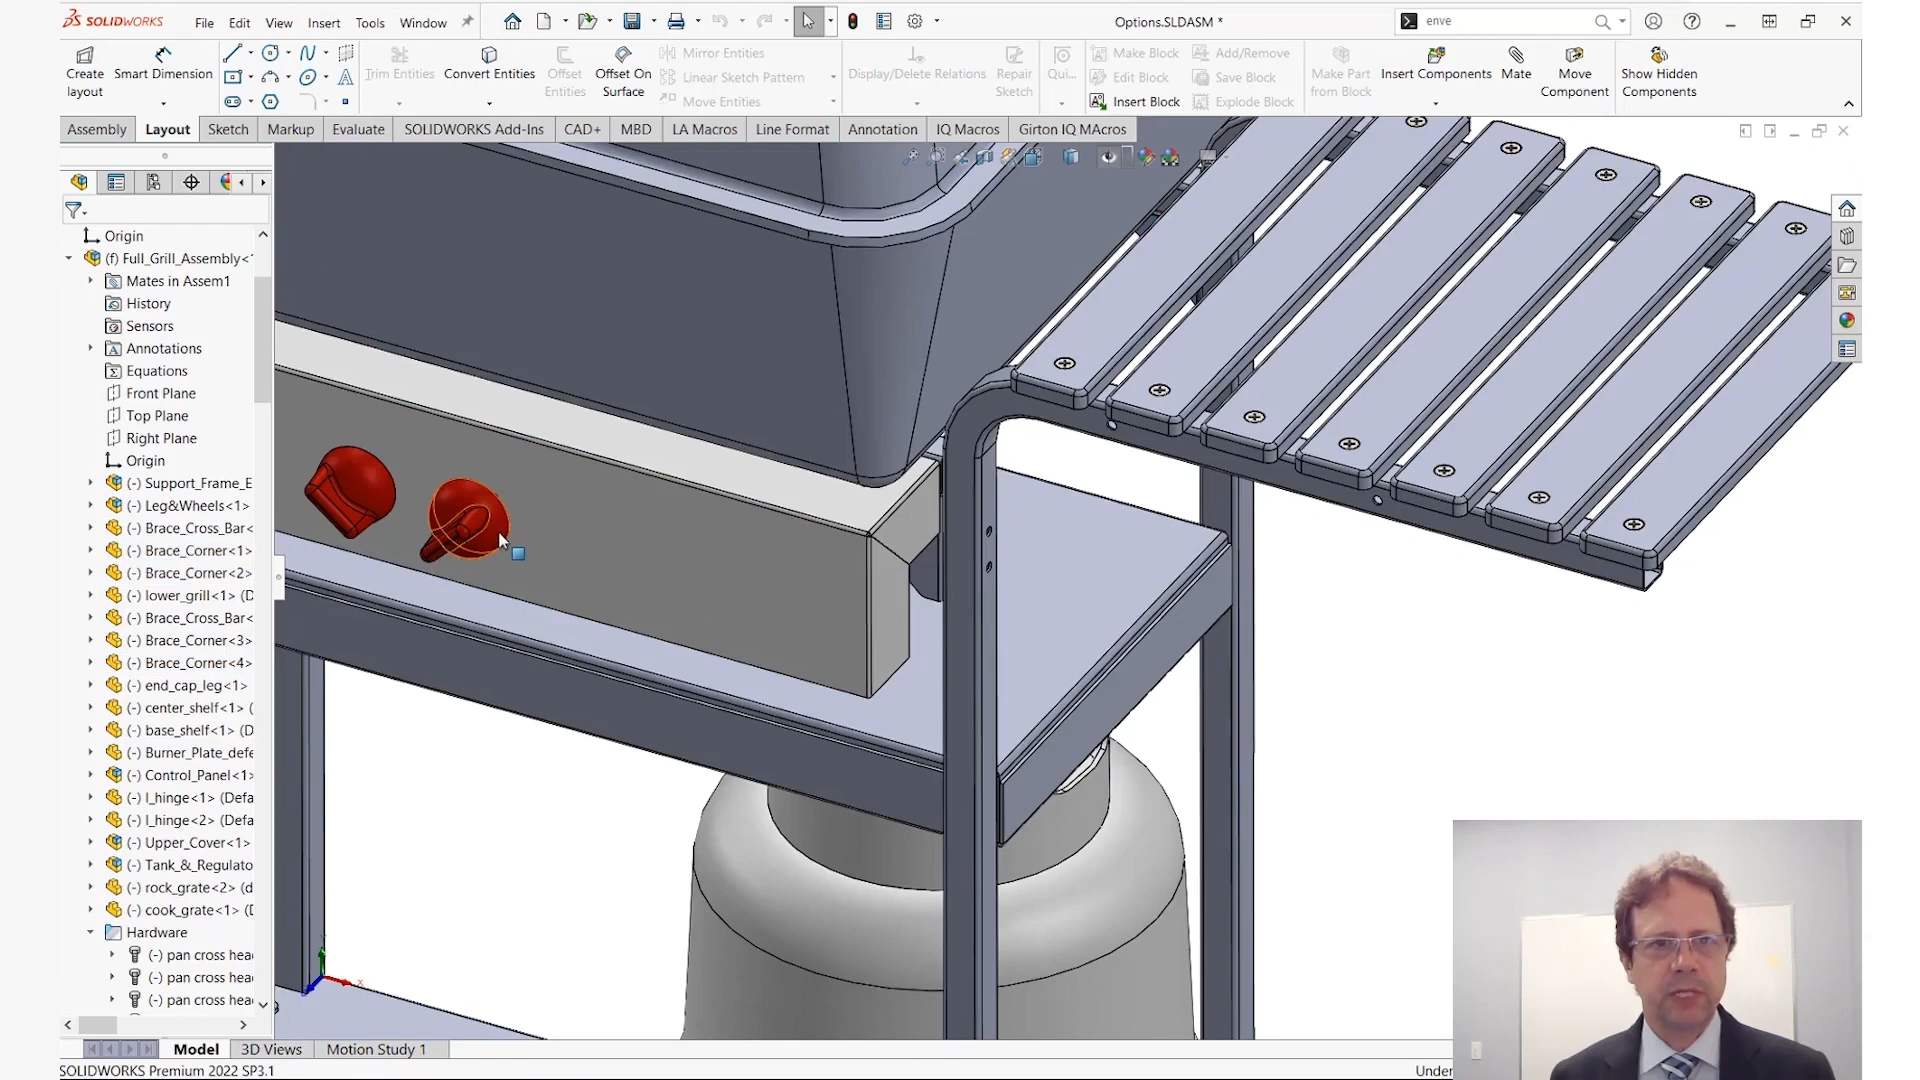 SOLIDWORKS File Edit View Insert Tools Window Options.SLDASM * enve
Create layout
Smart Dimension
Trim Entities
Convert Entities
Offset Entities
Offset On Surface
Mirror Entities
Linear Sketch Pattern
Move Entities
Display/Delete Relations
Repair Sketch
Qui...
Make Block
Edit Block
Insert Block
Add/Remove
Save Block
Explode Block
Make Part from Block
Insert Components
Mate
Move Component
Show Hidden Components
Assembly Layout Sketch Markup Evaluate SOLIDWORKS Add-Ins CAD+ MBD LA Macros Line Format Annotation IQ Macros Girton IQ MAcros
Origin
(f) Full_Grill_Assembly<1
Mates in Assem1
History
Sensors
Annotations
Equations
Front Plane
Top Plane
Right Plane
Origin
(-) Support_Frame_E
(-) Leg&Wheels<1>
(-) Brace_Cross_Bar<
(-) Brace_Corner<1>
(-) Brace_Corner<2>
(-) lower_grill<1> (D
(-) Brace_Cross_Bar<
(-) Brace_Corner<3>
(-) Brace_Corner<4>
(-) end_cap_leg<1>
(-) center_shelf<1> (
(-) base_shelf<1> (D
(-) Burner_Plate_defe
(-) Control_Panel<1>
(-) l_hinge<1> (Defa
(-) l_hinge<2> (Defa
(-) Upper_Cover<1>
(-) Tank_&_Regulato
(-) rock_grate<2> (d
(-) cook_grate<1> (D
Hardware
(-) pan cross hea
(-) pan cross hea
(-) pan cross hea
Model 3D Views Motion Study 1
SOLIDWORKS Premium 2022 SP3.1 Under